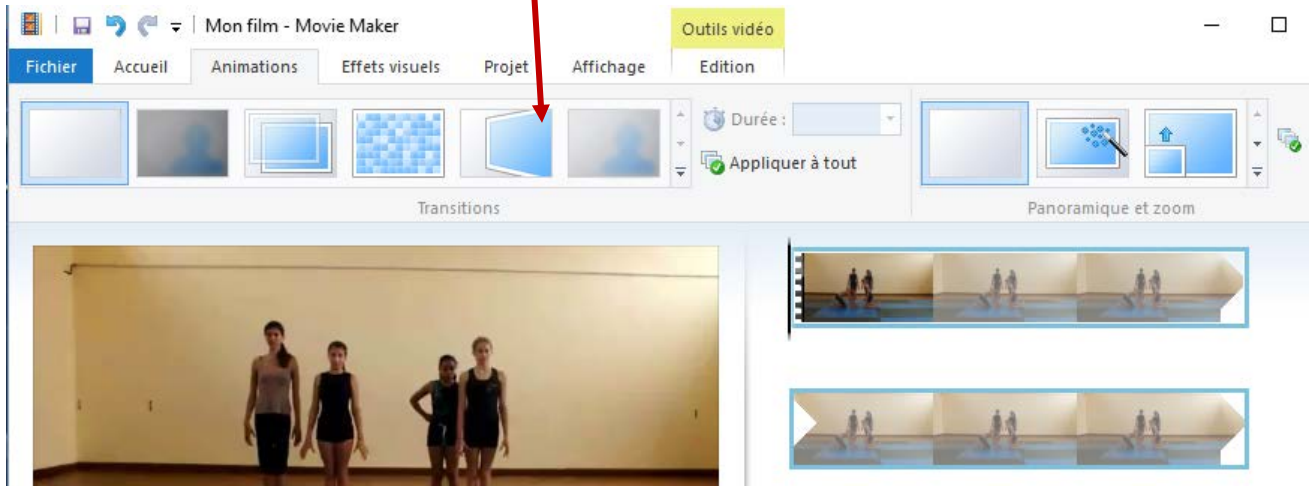 Mon film - Movie Maker
Outils vidéo
Fichier Accueil Animations Effets visuels Projet Affichage Edition
Durée :
Appliquer à tout
Transitions
Panoramique et zoom